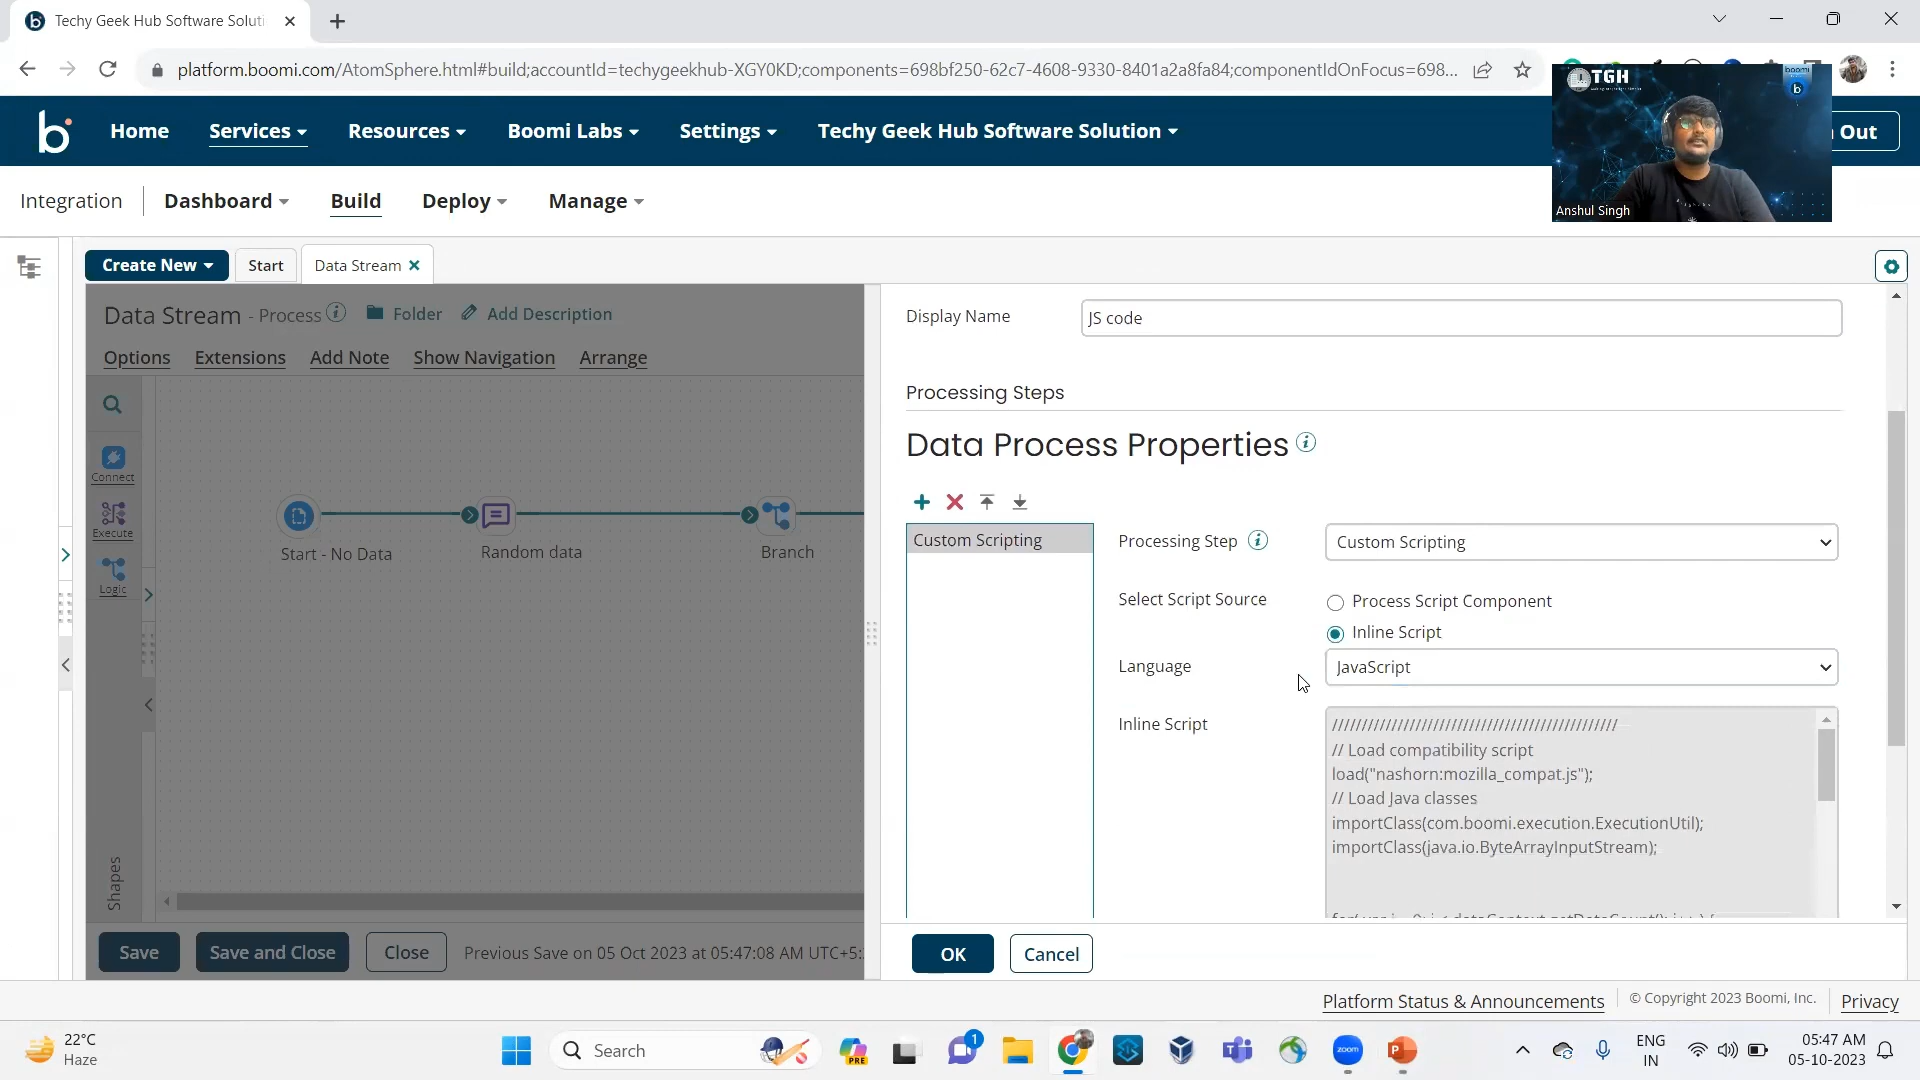 Techy Geek Hub Software Soluti
platform.boomi.com/AtomSphere.html#build;accountId=techygeekhub-XGY0KD;components=698bf250-62c7-4608-9330-8401a2a8fa84;componentIdOnFocus=698...
TGH
boomi
b
Home
Services
Resources
Boomi Labs
Settings
Techy Geek Hub Software Solution
Out
Anshul Singh
Integration
Dashboard
Build
Deploy
Manage
Create New
Start
Data Stream
Data Stream - Process
Folder
Add Description
Options
Extensions
Add Note
Show Navigation
Arrange
Connect
Execute
Logic
Shapes
Start - No Data
Random data
Branch
Display Name
JS code
Processing Steps
Data Process Properties
Custom Scripting
Processing Step
Custom Scripting
Select Script Source
Process Script Component
Inline Script
Language
JavaScript
Inline Script
////////////////////////////////////////////////
// Load compatibility script
load("nashorn:mozilla_compat.js");
// Load Java classes
importClass(com.boomi.execution.ExecutionUtil);
importClass(java.io.ByteArrayInputStream);
Save
Save and Close
Close
Previous Save on 05 Oct 2023 at 05:47:08 AM UTC+5:
OK
Cancel
Platform Status & Announcements
© Copyright 2023 Boomi, Inc.
Privacy
22°C
Haze
Search
PRE
1
zoom
ENG
IN
05:47 AM
05-10-2023